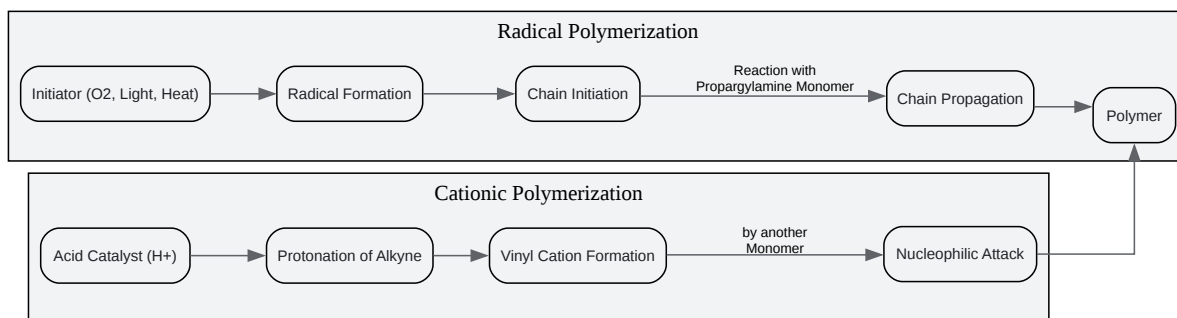 Radical Polymerization
Initiator (O2, Light, Heat)
Radical Formation
Chain Initiation
Reaction with
Propargylamine Monomer
Chain Propagation
Polymer
Cationic Polymerization
Acid Catalyst (H+)
Protonation of Alkyne
Vinyl Cation Formation
by another
Monomer
Nucleophilic Attack